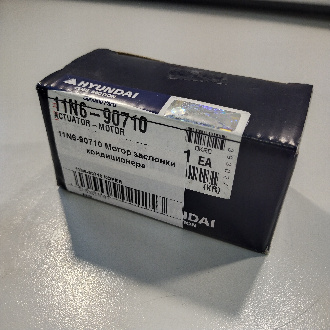 HYUNDAI
11N6-90710
ACTUATOR-MOTOR
11N6-90710 Мотор заслонки
кондиционера
1 EA
(KR)
HYUNDAI